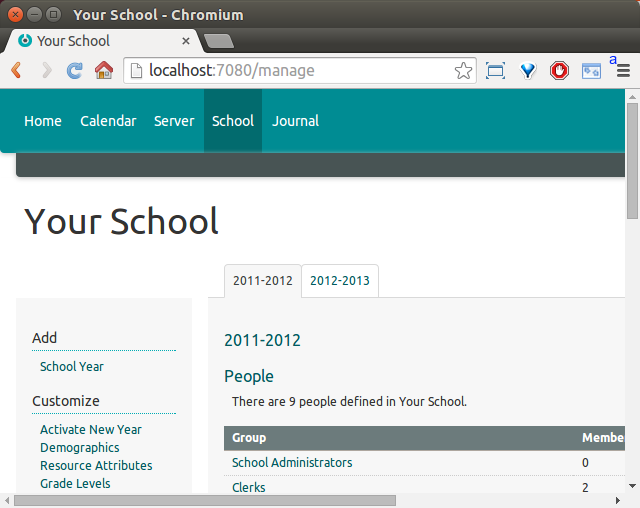 Your School - Chromium
Your School
localhost:7080/manage
a
Home Calendar Server School Journal
Your School
2011-2012 2012-2013
Add
School Year
Customize
Activate New Year
Demographics
Resource Attributes
Grade Levels
2011-2012
People
There are 9 people defined in Your School.
Group Membe
School Administrators 0
Clerks 2